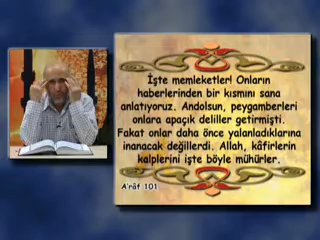 İşte memleketler! Onların
haberlerinden bir kısmını sana
anlatıyoruz. Andolsun, peygamberleri
onlara apaçık deliller getirmişti.
Fakat onlar daha önce yalanladıklarına
inanacak değillerdi. Allah, kâfirlerin
kalplerini işte böyle mühürler.
A'râf 101